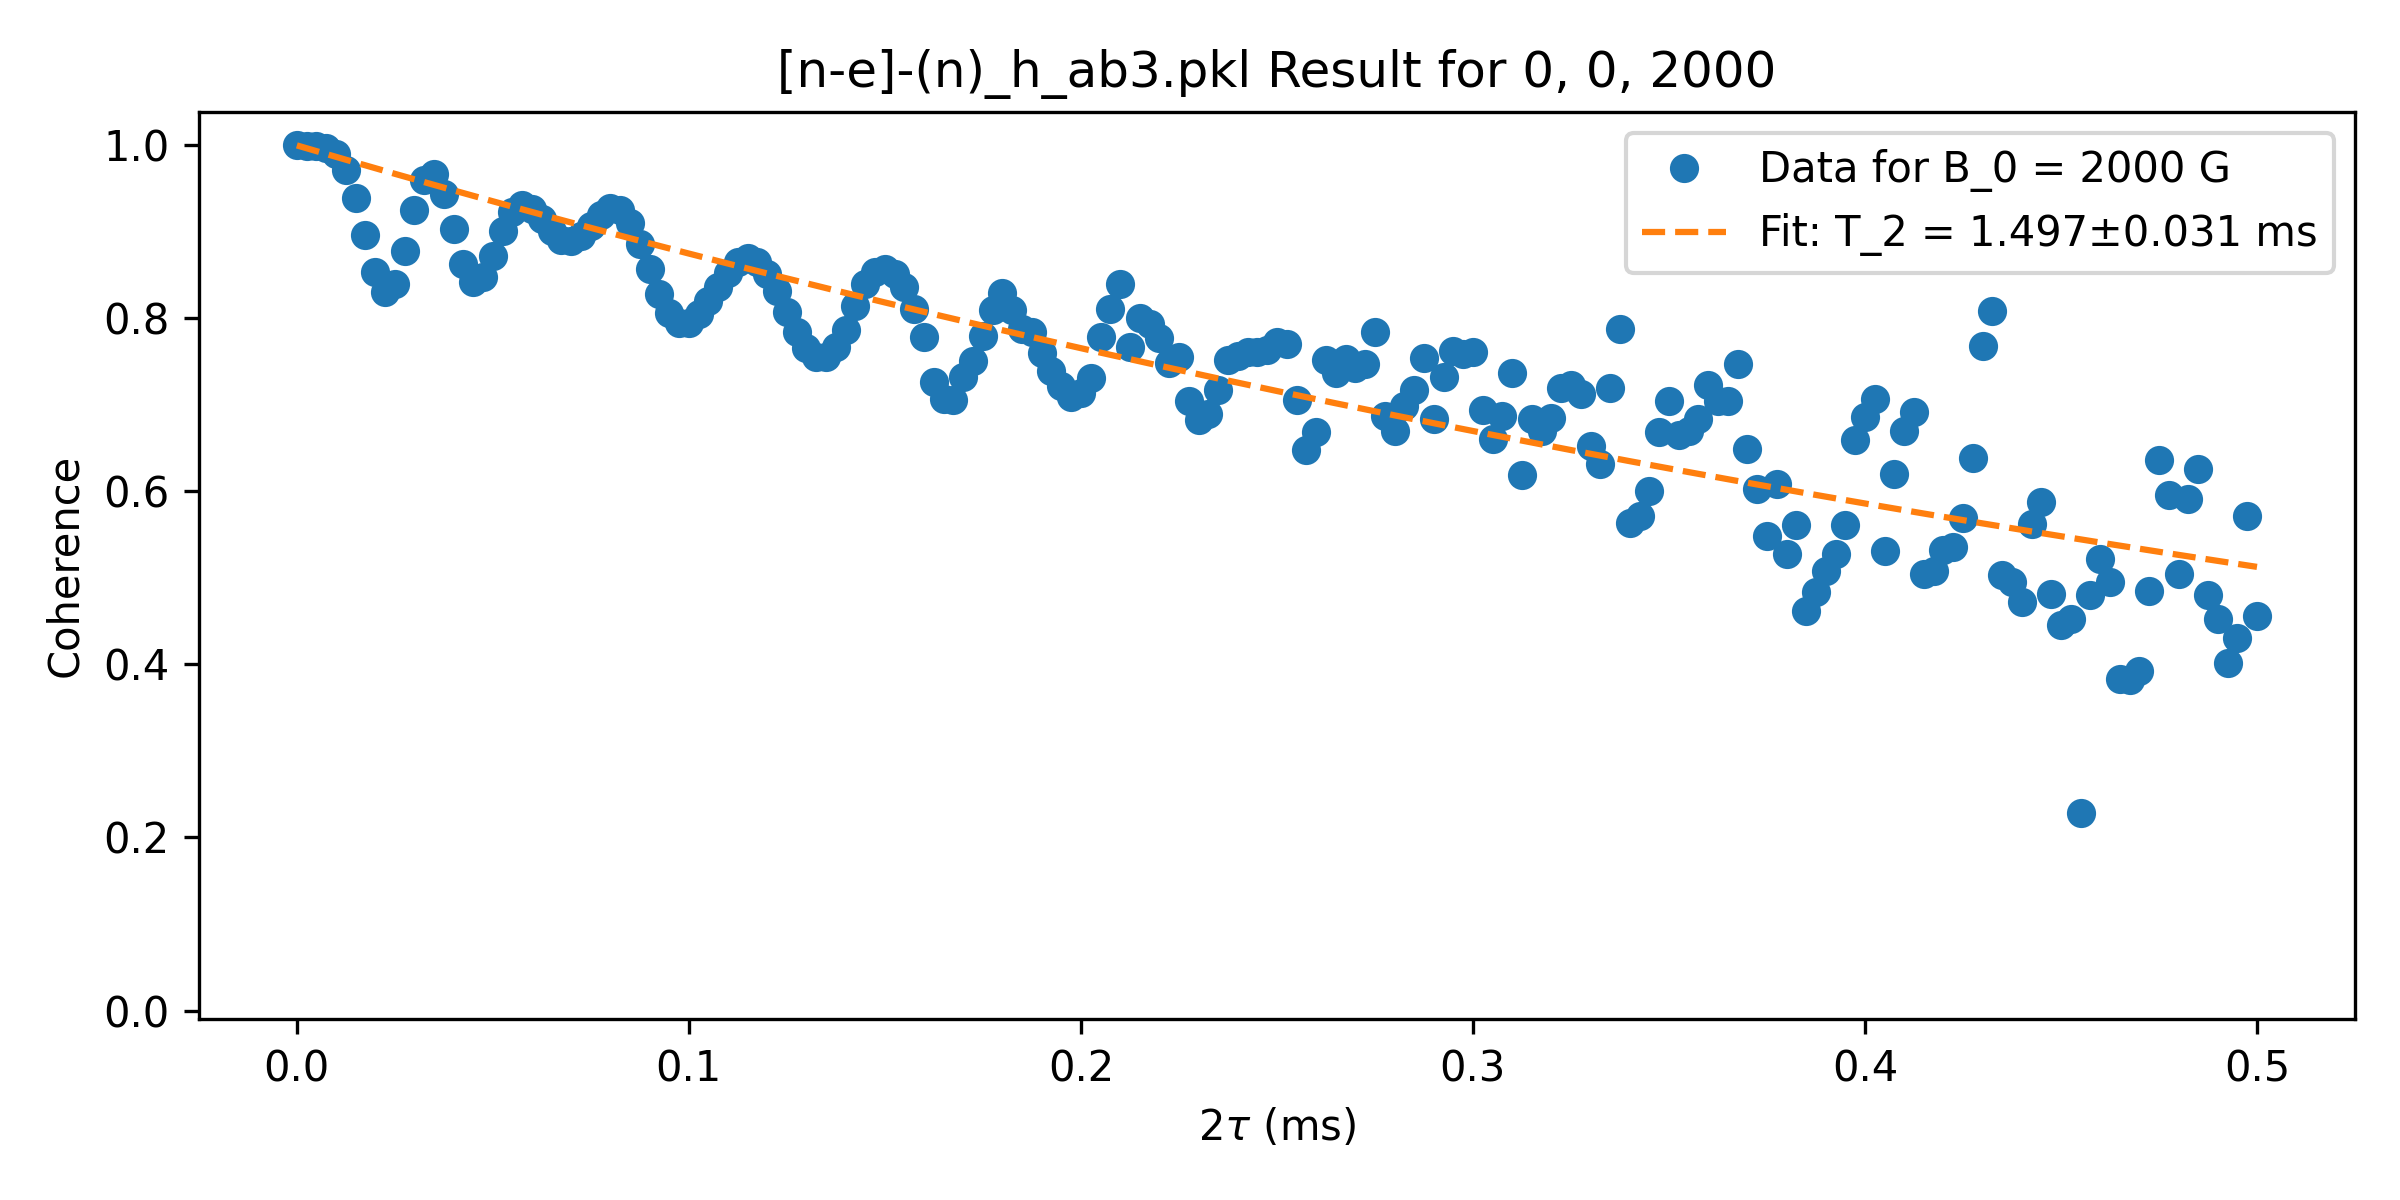 [n-e]-(n)_h_ab3.pkl Result for 0, 0, 2000
Data for B_0 = 2000 G
Fit: T_2 = 1.497±0.031 ms
Coherence
1.0
0.8
0.6
0.4
0.2
0.0
0.0 0.1 0.2 0.3 0.4 0.5
2τ (ms)